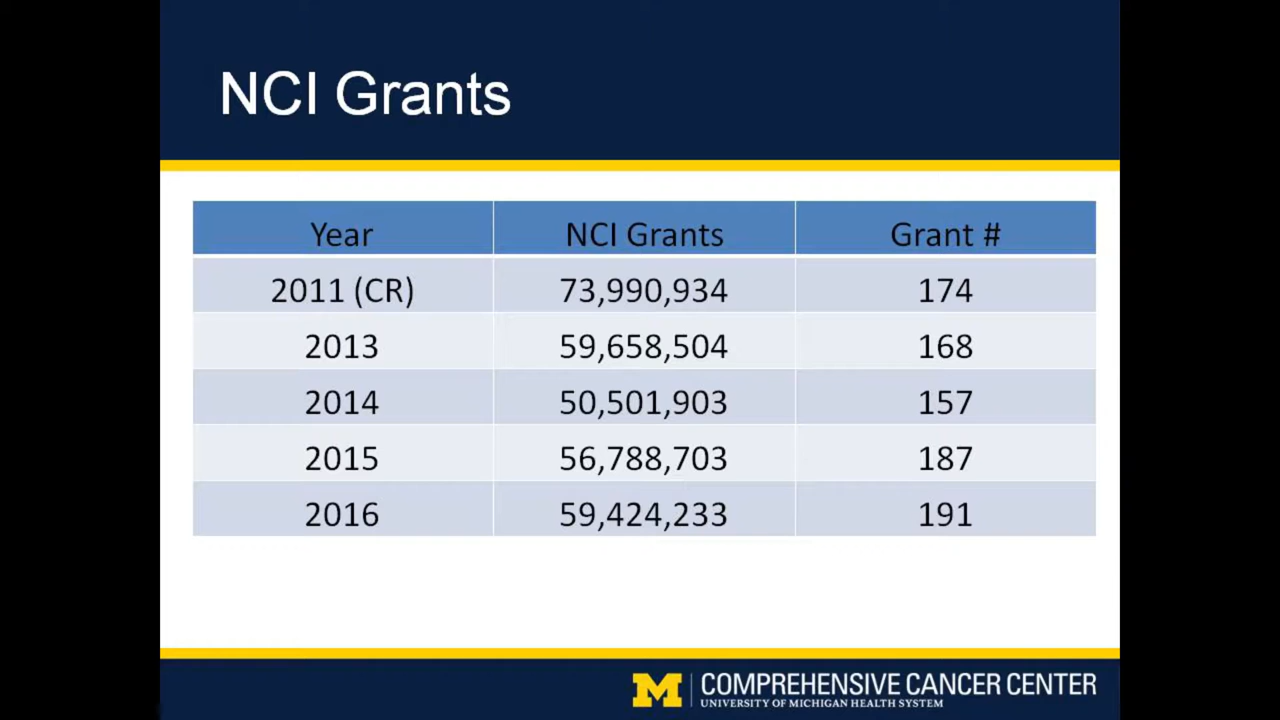 NCI Grants
Year NCI Grants Grant #
2011 (CR) 73,990,934 174
2013 59,658,504 168
2014 50,501,903 157
2015 56,788,703 187
2016 59,424,233 191
M COMPREHENSIVE CANCER CENTER
UNIVERSITY OF MICHIGAN HEALTH SYSTEM